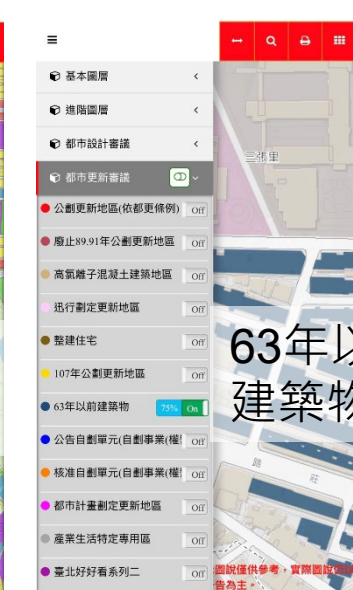 基本圖層
進階圖層
都市設計審議
都市更新審議
公劃更新地區(依都更條例) Off
廢止89.91年公劃更新地區 Off
高氯離子混凝土建築地區 Off
迅行劃定更新地區 Off
整建住宅 Off
107年公劃更新地區 Off
63年以前建築物 75% On
公告自劃單元(自劃事業(權! Off
核准自劃單元(自劃事業(權! Off
都市計畫劃定更新地區 Off
產業生活特定專用區 Off
臺北好好看系列二 Off
三張里
63年以
建築物
路
莊
圖說僅供參考，實際圖說
告為主。